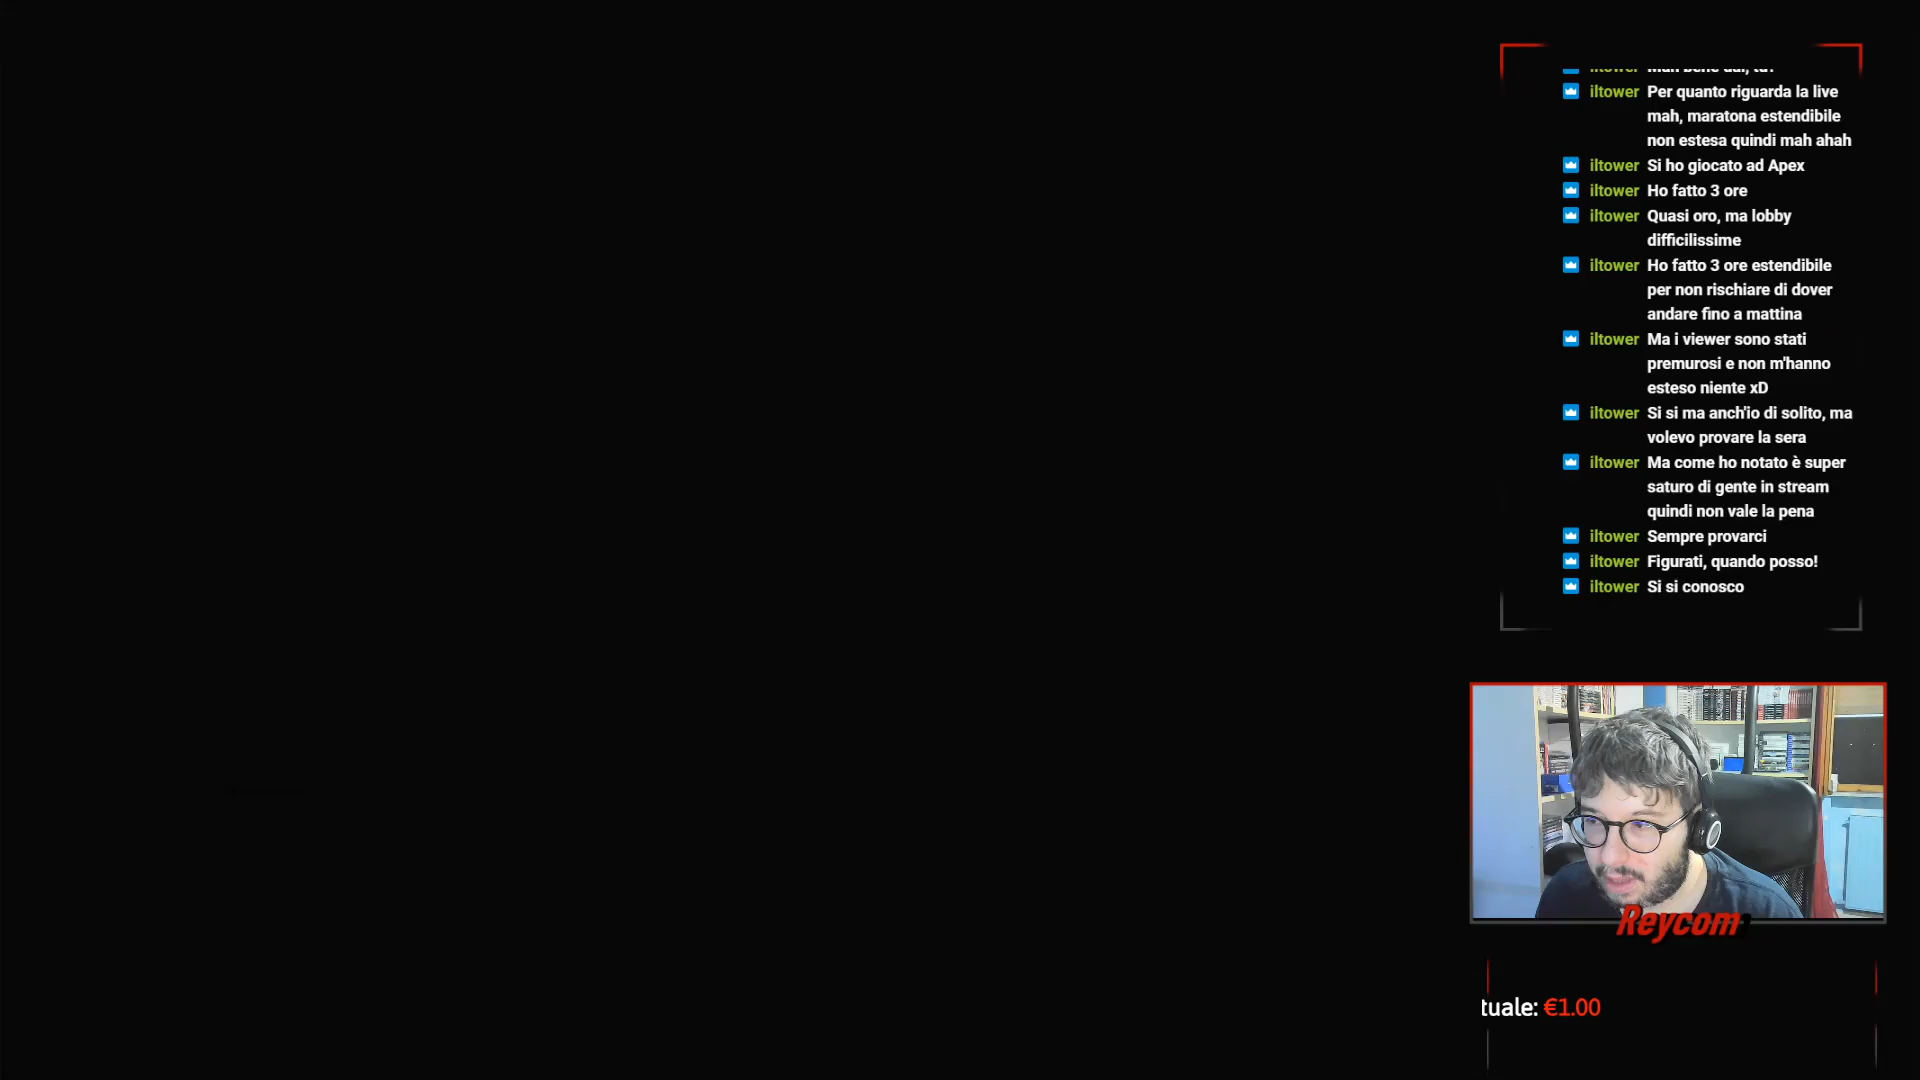 iltower Per quanto riguarda la live
mah, maratona estendibile
non estesa quindi mah ahah
iltower Si ho giocato ad Apex
iltower Ho fatto 3 ore
iltower Quasi oro, ma lobby
difficilissime
iltower Ho fatto 3 ore estendibile
per non rischiare di dover
andare fino a mattina
iltower Ma i viewer sono stati
premurosi e non m'hanno
esteso niente xD
iltower Si si ma anch'io di solito, ma
volevo provare la sera
iltower Ma come ho notato è super
saturo di gente in stream
quindi non vale la pena
iltower Sempre provarci
iltower Figurati, quando posso!
iltower Si si conosco
Reycom
tuale: €1.00